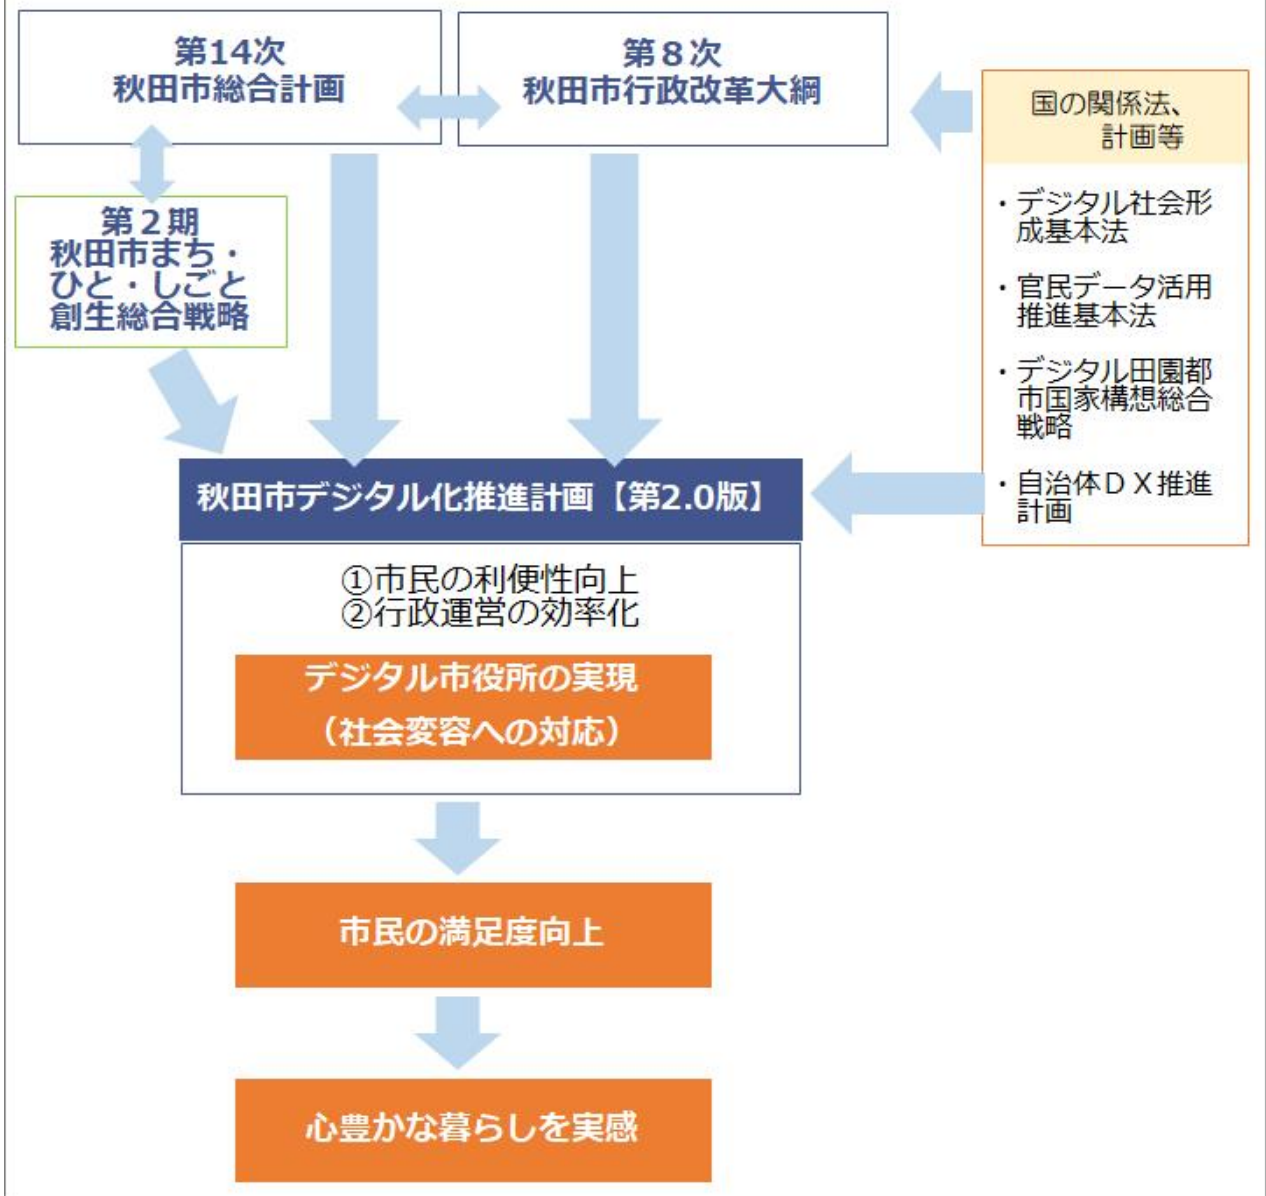 第14次
秋田市総合計画
第８次
秋田市行政改革大綱
国の関係法、
計画等
・デジタル社会形
成基本法
・官民データ活用
推進基本法
・デジタル田園都
市国家構想総合
戦略
・自治体ＤＸ推進
計画
第２期
秋田市まち・
ひと・しごと
創生総合戦略
秋田市デジタル化推進計画【第2.0版】
①市民の利便性向上
②行政運営の効率化
デジタル市役所の実現
（社会変容への対応）
市民の満足度向上
心豊かな暮らしを実感